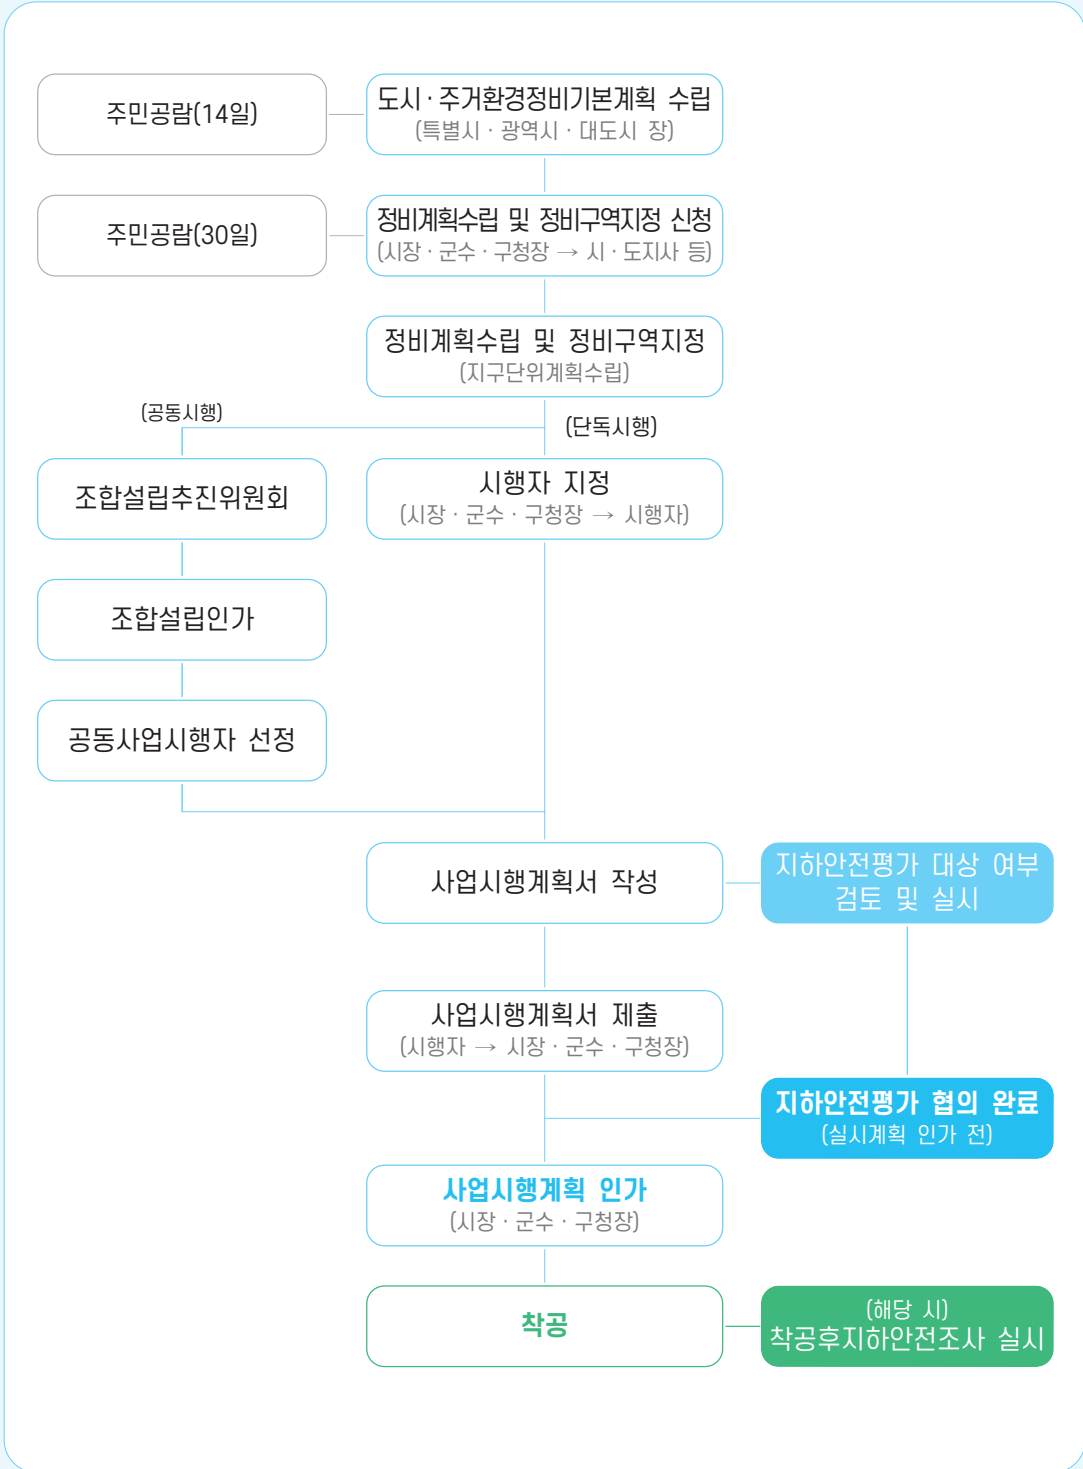 주민공람(14일)
도시 · 주거환경정비기본계획 수립
(특별시 · 광역시 · 대도시 장)
주민공람(30일)
정비계획수립 및 정비구역지정 신청
(시장 · 군수 · 구청장 → 시 · 도지사 등)
정비계획수립 및 정비구역지정
(지구단위계획수립)
(공동시행)
(단독시행)
조합설립추진위원회
시행자 지정
(시장 · 군수 · 구청장 → 시행자)
조합설립인가
공동사업시행자 선정
사업시행계획서 작성
지하안전평가 대상 여부
검토 및 실시
사업시행계획서 제출
(시행자 → 시장 · 군수 · 구청장)
지하안전평가 협의 완료
(실시계획 인가 전)
사업시행계획 인가
(시장 · 군수 · 구청장)
착공
(해당 시)
착공후지하안전조사 실시